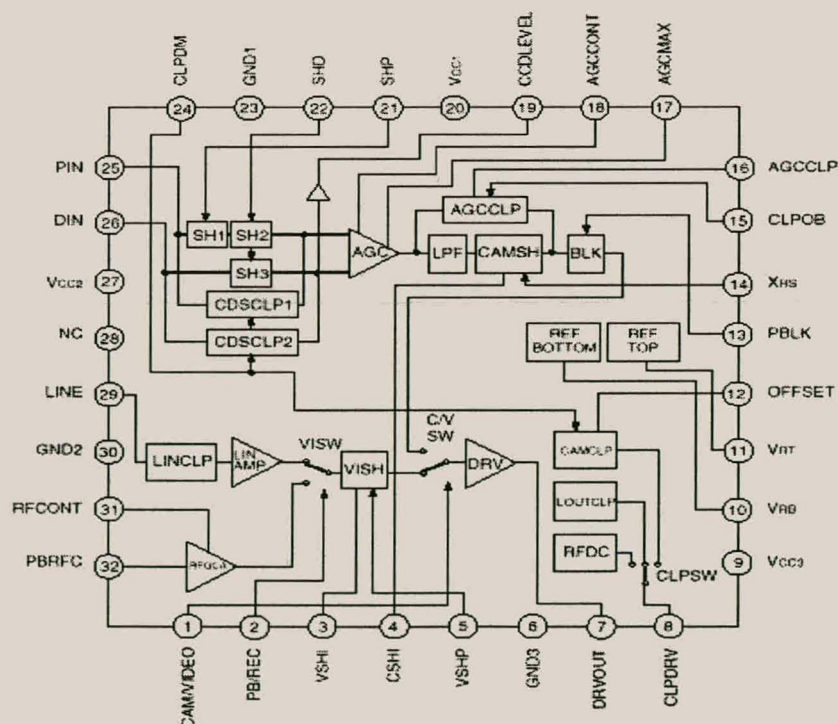 CLPDM
GND1
SHD
SHP
VCC1
CCDLEVEL
AGCCONT
AGCMAX
24
23
22
21
20
19
18
17
PIN
25
16
AGCCLP
AGCCLP
DIN
26
15
CLPOB
SH1
SH2
AGC
LPF
CAMSH
BLK
SH3
VCC2
27
14
XHS
CDSCLP1
NC
28
CDSCLP2
REF
BOTTOM
REF
TOP
13
PBLK
LINE
29
12
OFFSET
C/V
SW
VISW
GND2
30
LINCLP
LIN
AMP
VISH
DRV
CAMCLP
11
VRT
LOUTCLP
RFCONT
31
10
VRB
PBRFC
32
RFGCA
RFDC
CLPSW
9
VCC3
1
2
3
4
5
6
7
8
CAM/VIDEO
PB/REC
VSHI
CSHI
VSHP
GND3
DRVOUT
CLPDRV